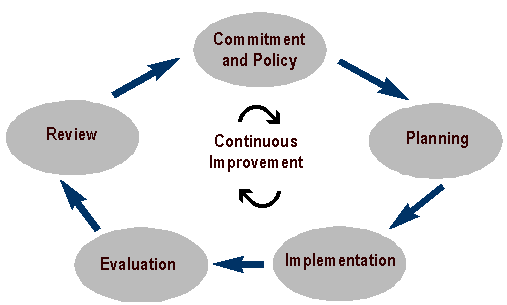 Commitment
and Policy
Review
Continuous
Improvement
Planning
Evaluation
Implementation